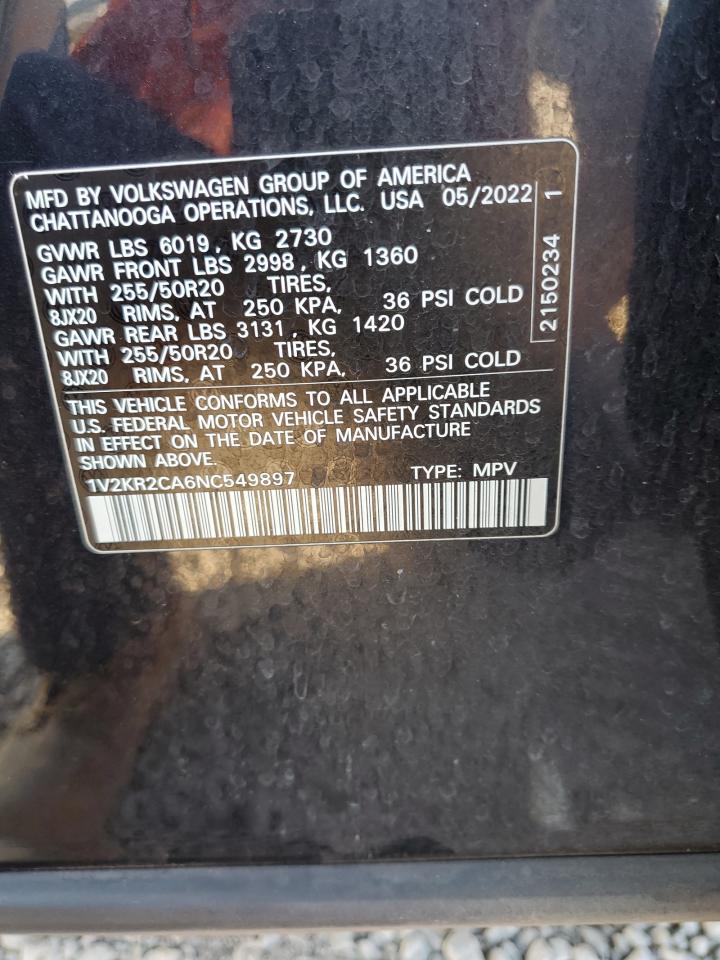 MFD BY VOLKSWAGEN GROUP OF AMERICA
CHATTANOOGA OPERATIONS, LLC. USA 05/2022
GVWR LBS 6019, KG 2730
GAWR FRONT LBS 2998, KG 1360
WITH 255/50R20 TIRES,
8JX20 RIMS, AT 250 KPA, 36 PSI COLD
GAWR REAR LBS 3131, KG 1420
WITH 255/50R20 TIRES,
8JX20 RIMS, AT 250 KPA, 36 PSI COLD
THIS VEHICLE CONFORMS TO ALL APPLICABLE
U.S. FEDERAL MOTOR VEHICLE SAFETY STANDARDS
IN EFFECT ON THE DATE OF MANUFACTURE
SHOWN ABOVE.
1V2KR2CA6NC549897 TYPE: MPV
2150234 1